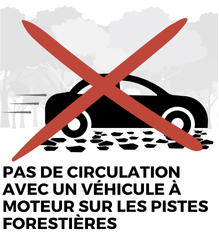 PAS DE CIRCULATION
AVEC UN VÉHICULE À
MOTEUR SUR LES PISTES
FORESTIÈRES